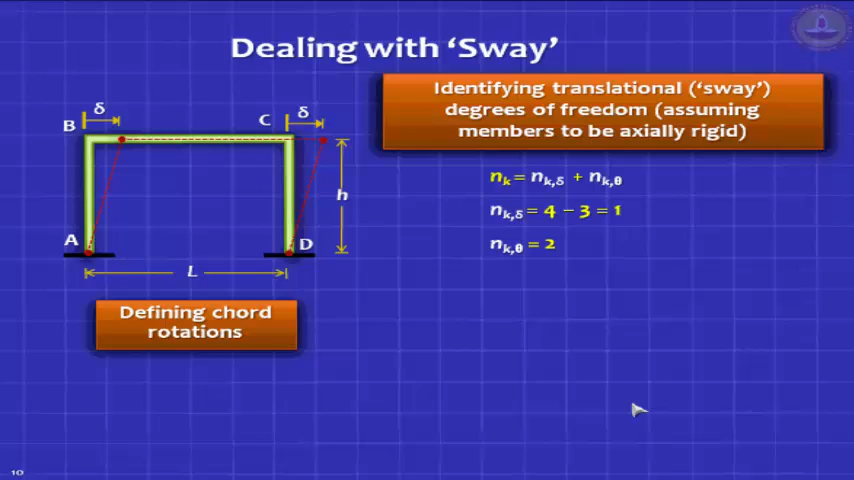 Dealing with ‘Sway’
Identifying translational (‘sway’)
degrees of freedom (assuming
members to be axially rigid)
δ
δ
B
C
h
A
D
L
nk = nk,δ + nk,θ
nk,δ = 4 − 3 = 1
nk,θ = 2
Defining chord
rotations
10